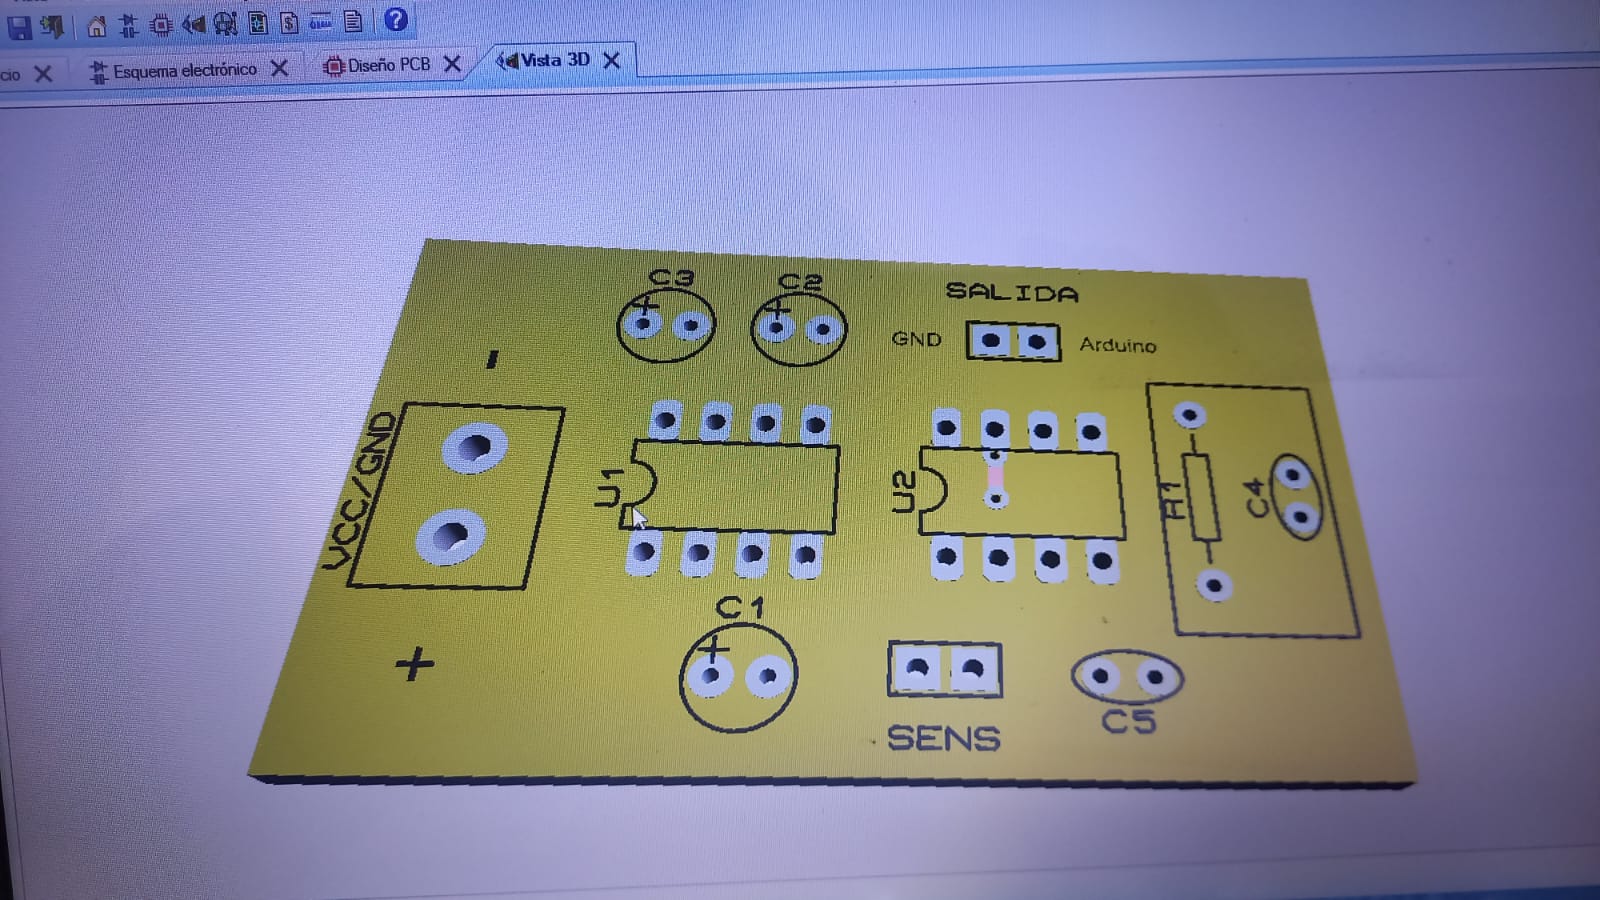 cio
Esquema electrónico
Diseño PCB
Vista 3D
C3
C2
SALIDA
+
+
GND
Arduino
-
VCC/GND
U1
U2
R1
C4
C1
+
+
SENS
C5